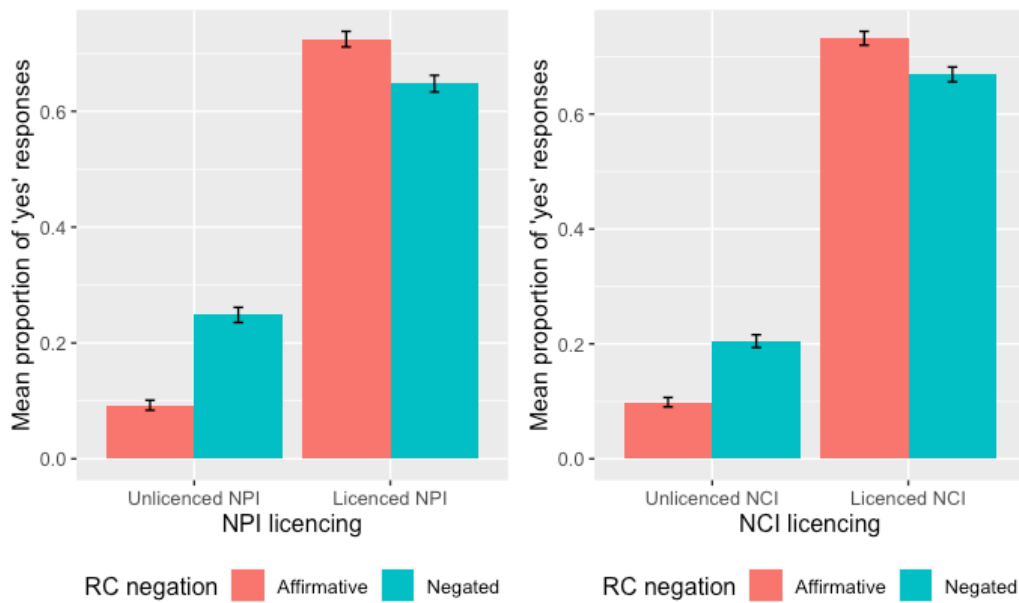 Mean proportion of 'yes' responses
0.6
0.4
0.2
0.0
Unlicenced NPI Licenced NPI
NPI licencing
RC negation Affirmative Negated
Mean proportion of 'yes' responses
0.6
0.4
0.2
0.0
Unlicenced NCI Licenced NCI
NCI licencing
RC negation Affirmative Negated